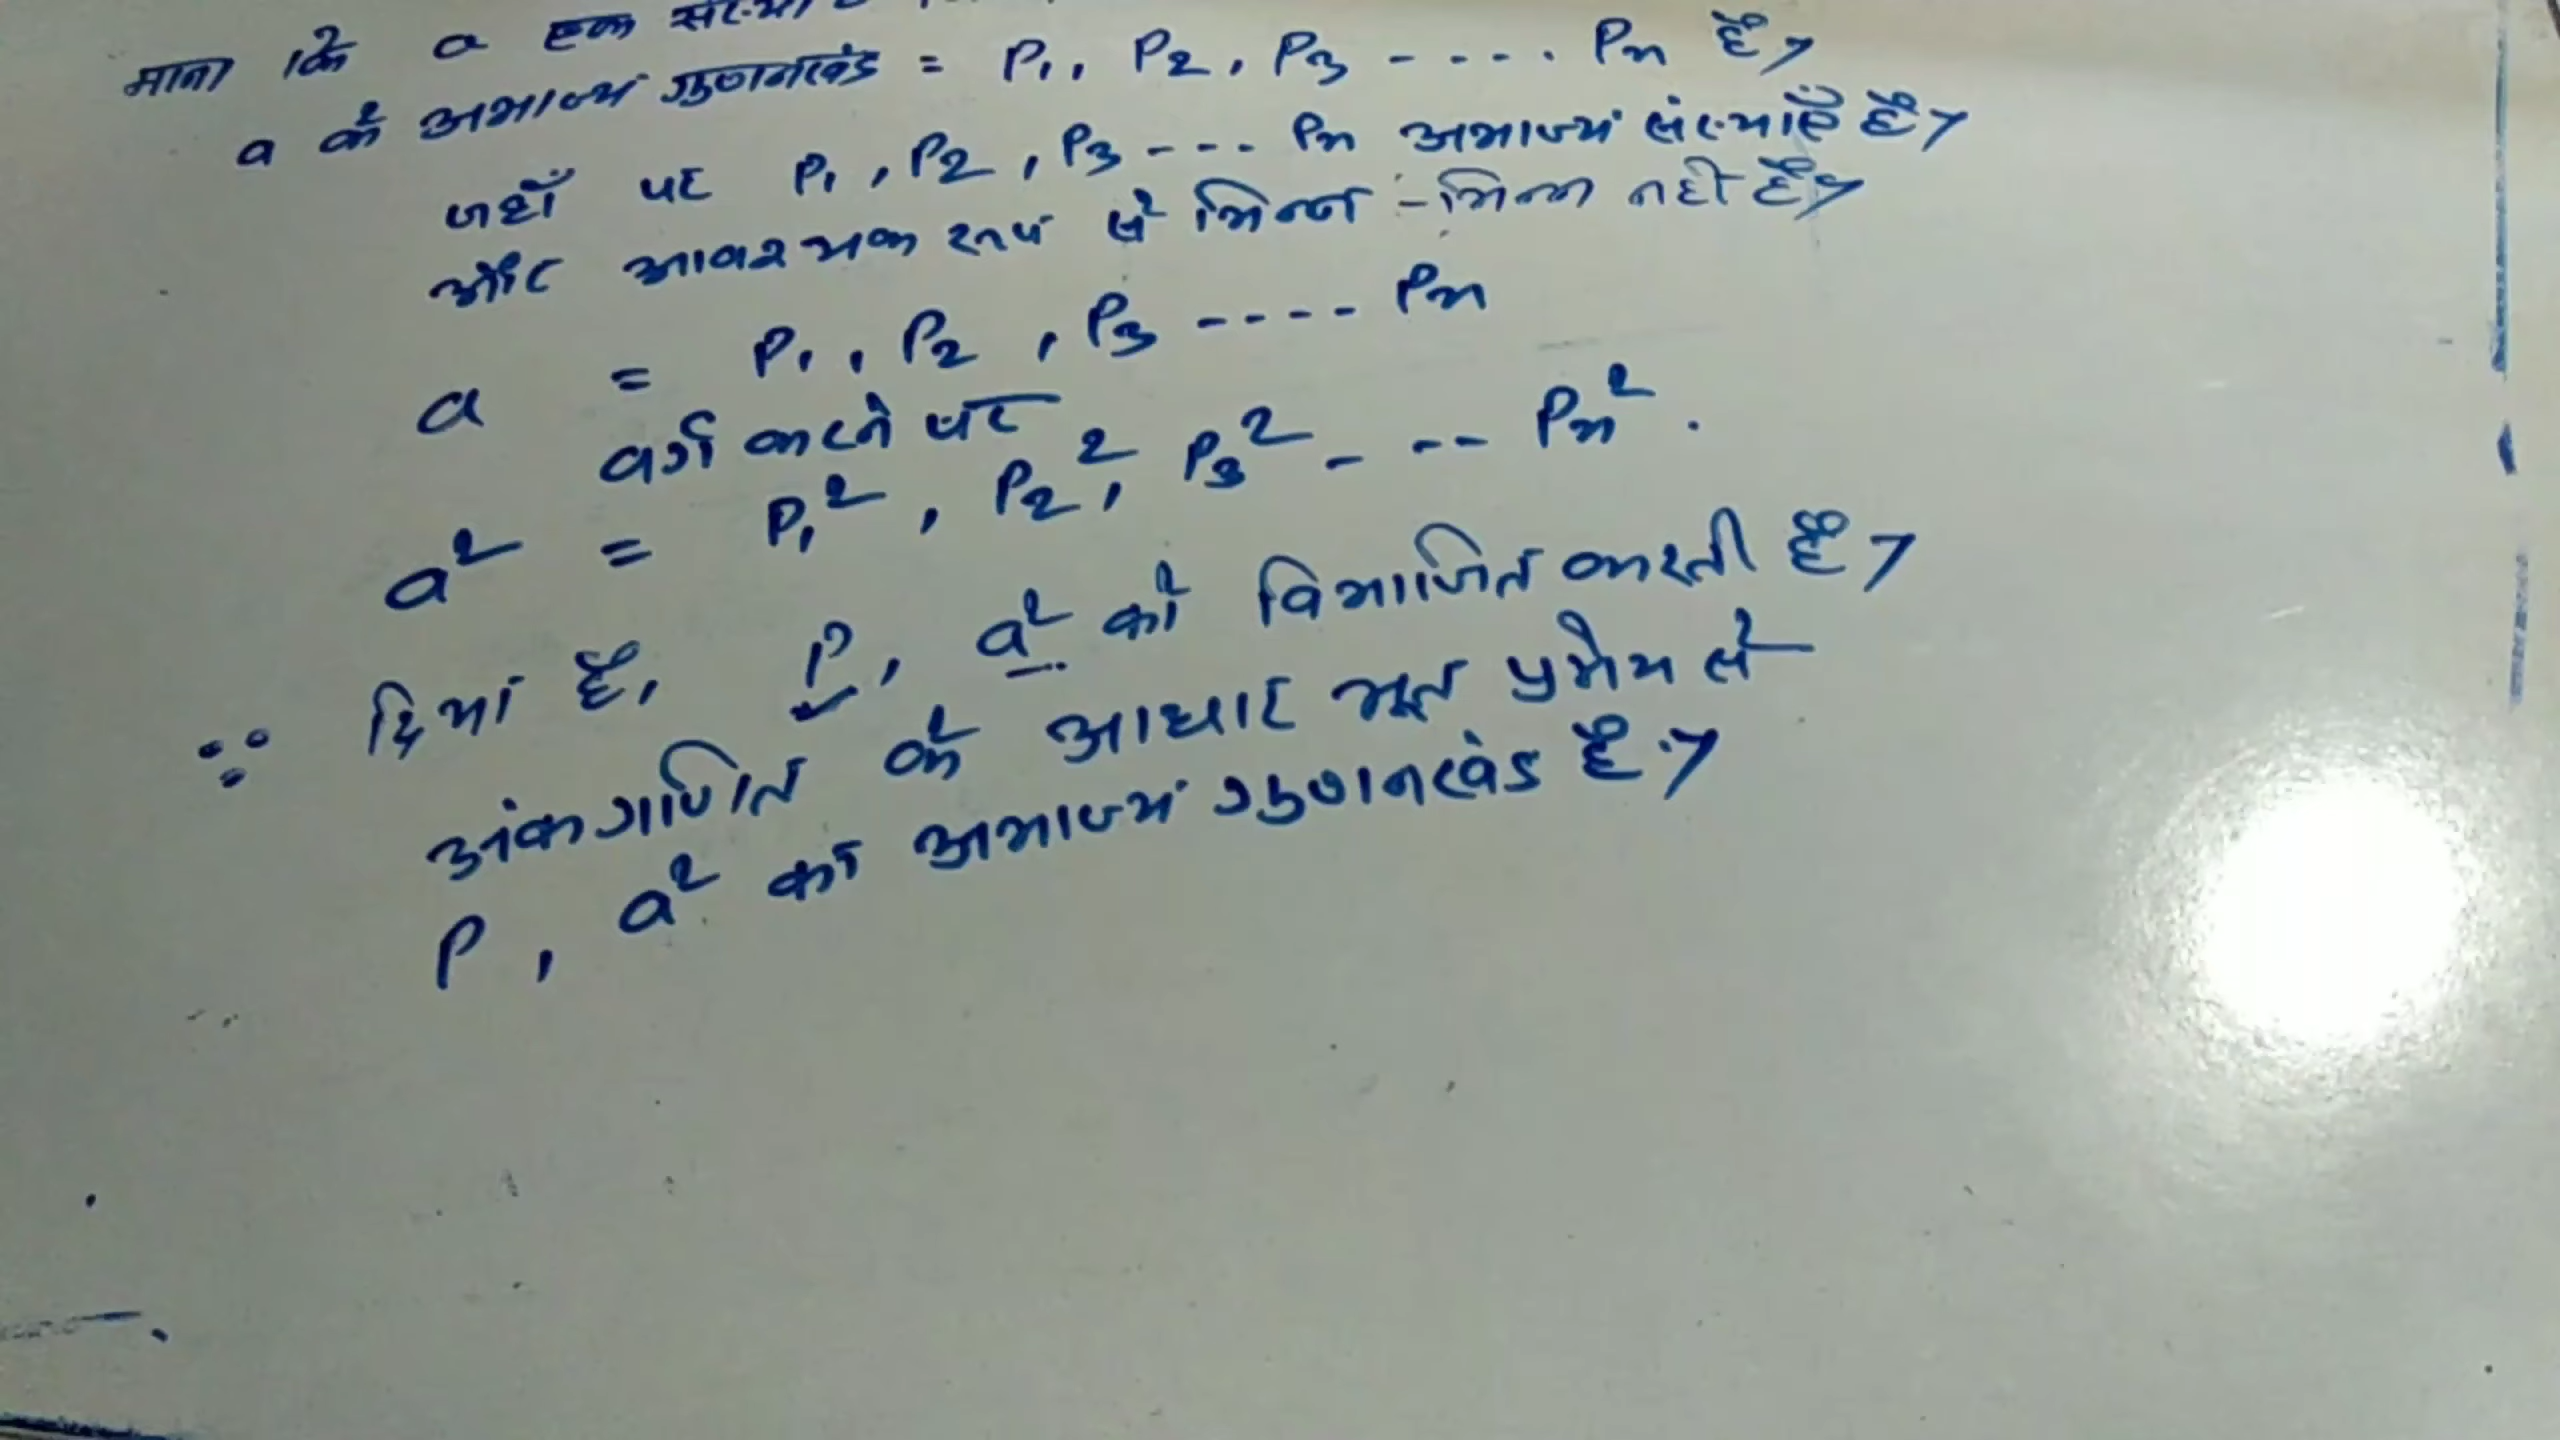 माना कि a एक संख्या
a के अभाज्य गुणनखंड = P₁, P₂, P₃ - - - - Pn है,
जहाँ पर P₁, P₂, P₃ - - - Pn अभाज्य संख्याएँ है,
और आवश्यक रूप से भिन्न - भिन्न नहीं है,
a = P₁, P₂, P₃ - - - - Pn
वर्ग करने पर
a² = P₁², P₂², P₃² - - - Pn².
∵ दिया है, P, a² को विभाजित करती है,
अंकगणित के आधार भूत प्रमेय से
P, a² का अभाज्य गुणनखंड है,